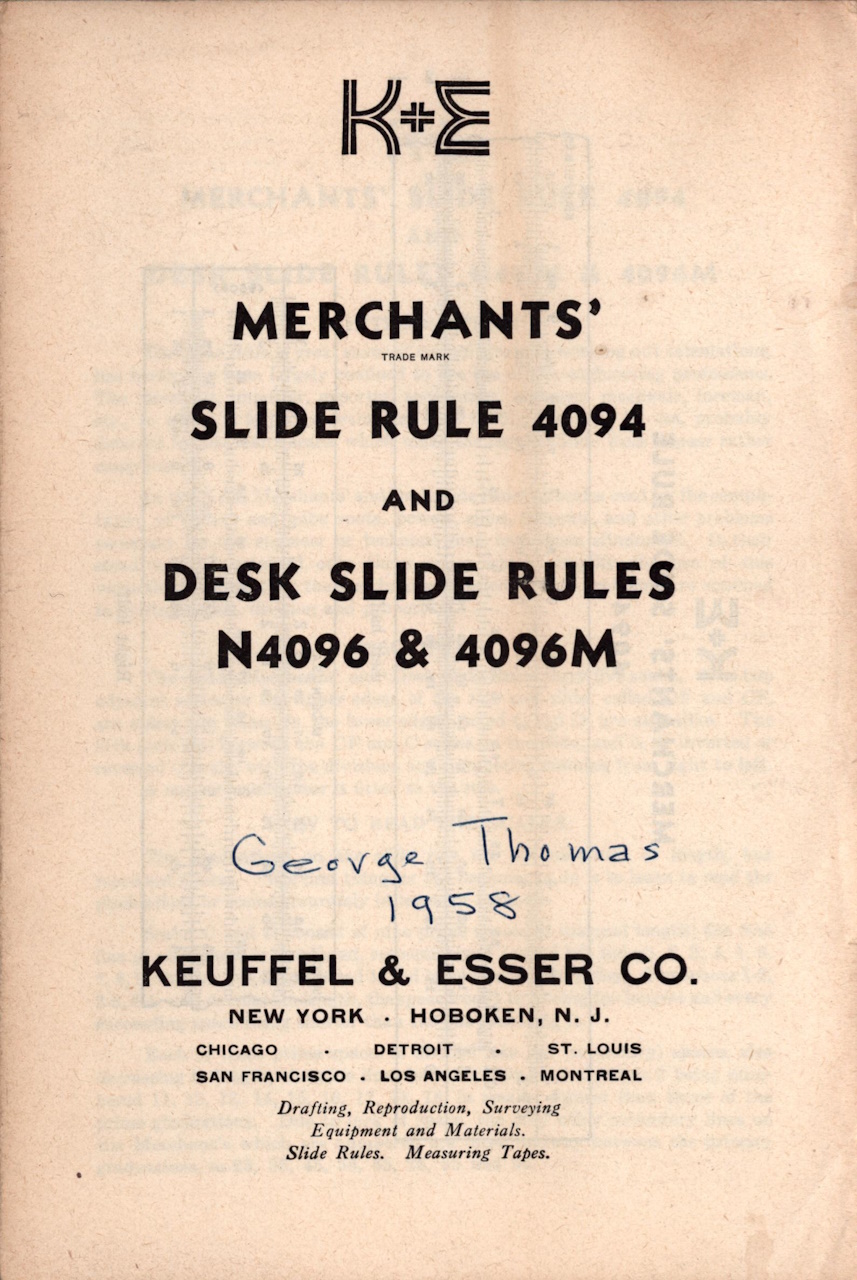 K+E
MERCHANTS'
TRADE MARK
SLIDE RULE 4094
AND
DESK SLIDE RULES
N4096 & 4096M
George Thomas
1958
KEUFFEL & ESSER CO.
NEW YORK . HOBOKEN, N. J.
CHICAGO . DETROIT . ST. LOUIS
SAN FRANCISCO . LOS ANGELES . MONTREAL
Drafting, Reproduction, Surveying
Equipment and Materials.
Slide Rules. Measuring Tapes.